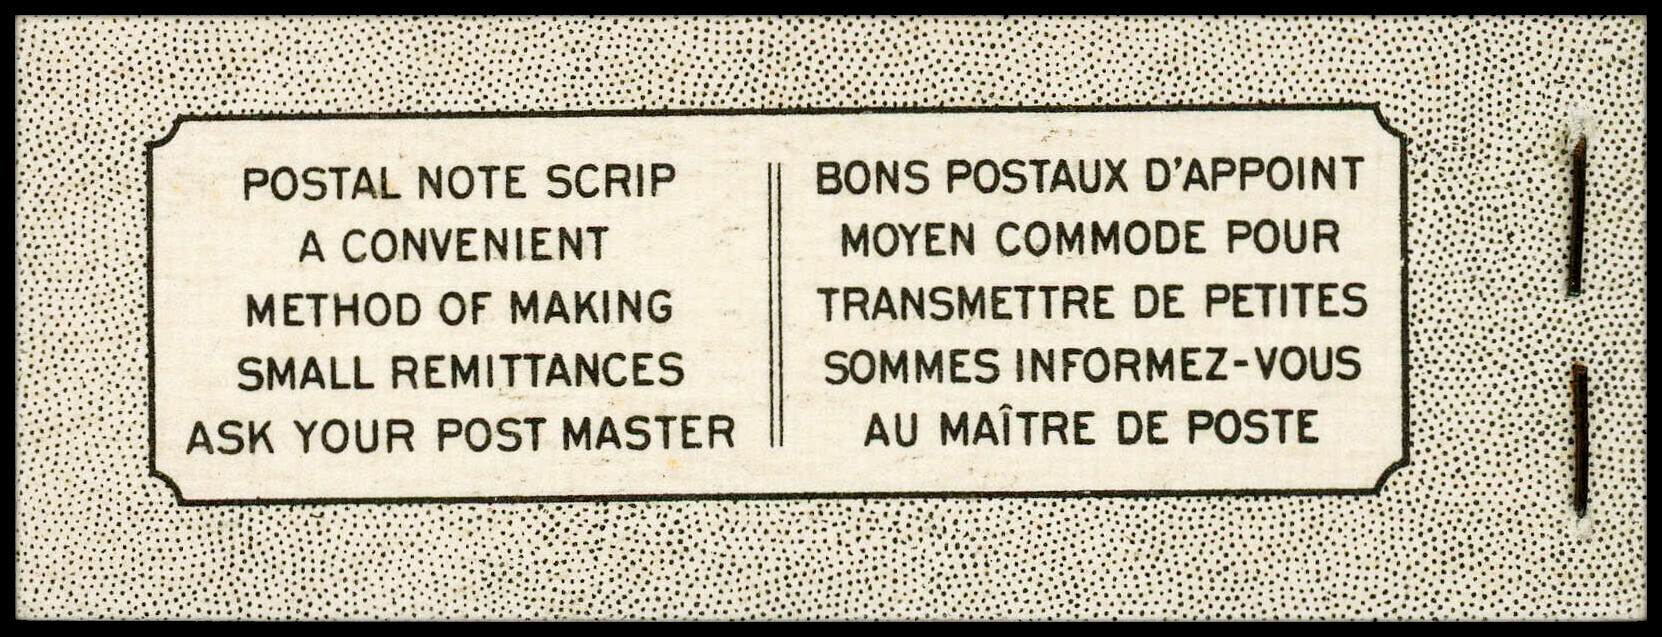 POSTAL NOTE SCRIP
A CONVENIENT
METHOD OF MAKING
SMALL REMITTANCES
ASK YOUR POST MASTER
BONS POSTAUX D'APPOINT
MOYEN COMMODE POUR
TRANSMETTRE DE PETITES
SOMMES INFORMEZ-VOUS
AU MAÎTRE DE POSTE